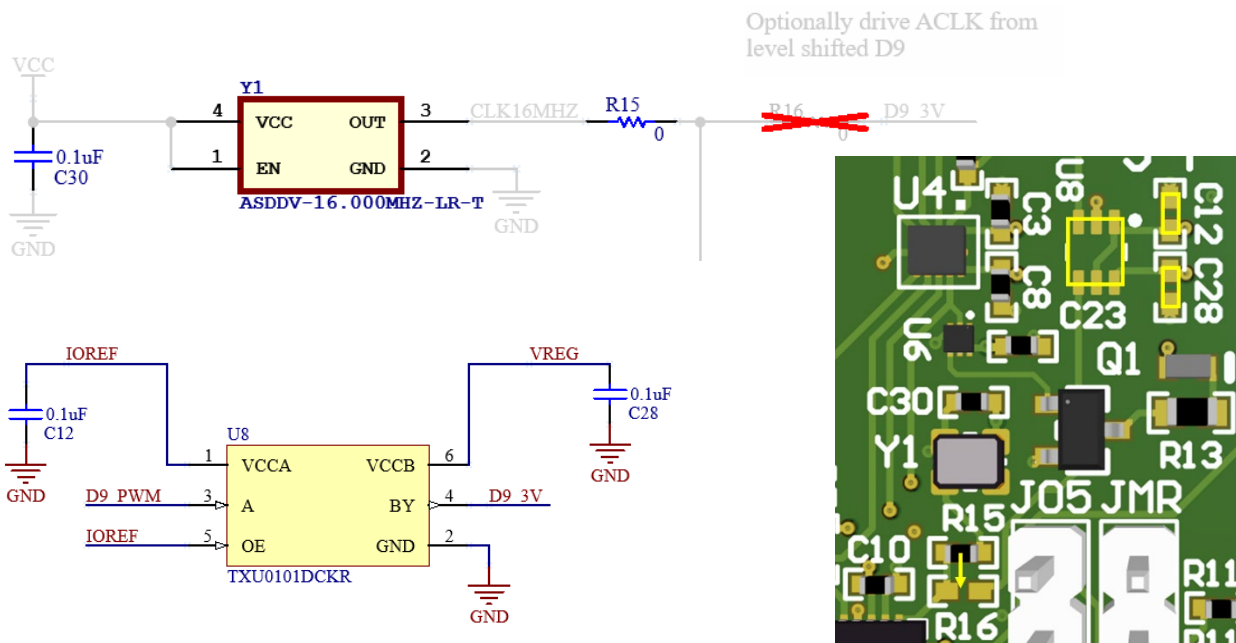 Optionally drive ACLK from
level shifted D9
VCC
Y1
4 VCC OUT 3 CLK16MHZ R15 R16 D9_3V
0 0
0.1uF
C30
1 EN GND 2
ASDDV-16.000MHZ-LR-T
GND
GND
IOREF
VREG
0.1uF
C12
0.1uF
C28
U8
1 VCCA VCCB 6
GND
GND
D9_PWM 3 A BY 4 D9_3V
IOREF 5 OE GND 2
TXU0101DCKR
GND
U4
C3
U8
C12
C8
C28
C23
U6
Q1
C30
Y1
R13
JO5 JMR
R15
C10
R11
R16